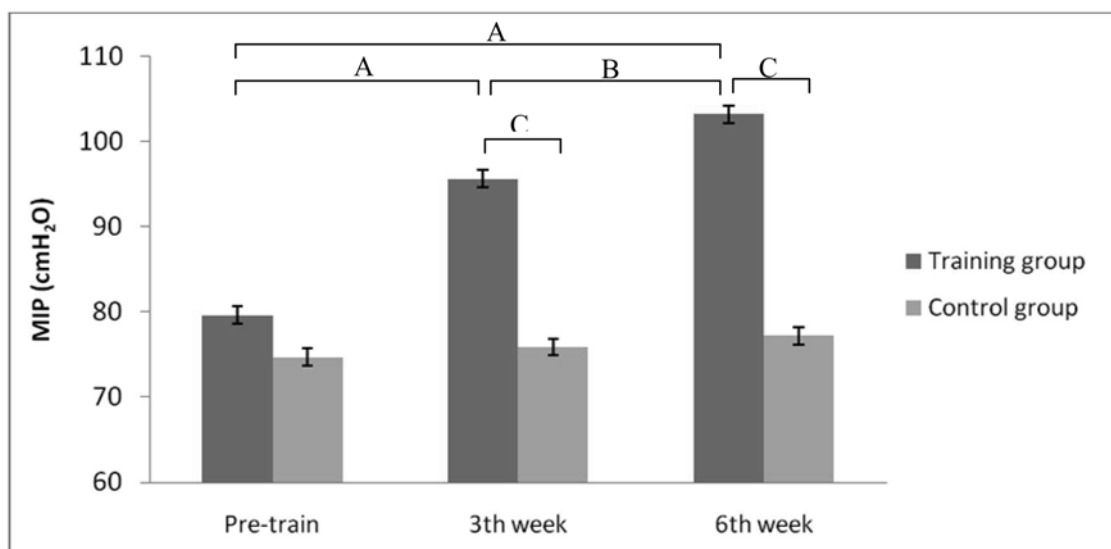 A
A
B
C
C
110
100
90
80
70
60
MIP (cmH₂O)
Pre-train
3th week
6th week
Training group
Control group